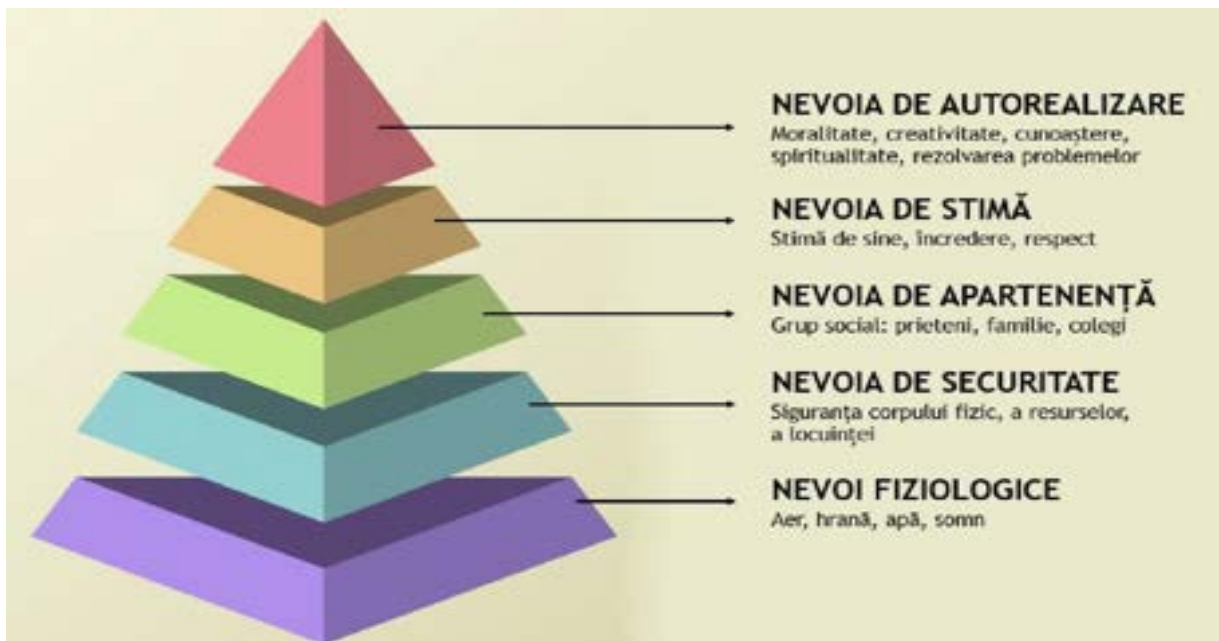 NEVOIA DE AUTOREALIZARE
Moralitate, creativitate, cunoaștere,
spiritualitate, rezolvarea problemelor
NEVOIA DE STIMĂ
Stimă de sine, încredere, respect
NEVOIA DE APARTENENȚĂ
Grup social: prieteni, familie, colegi
NEVOIA DE SECURITATE
Siguranța corpului fizic, a resurselor,
a locuinței
NEVOI FIZIOLOGICE
Aer, hrană, apă, somn